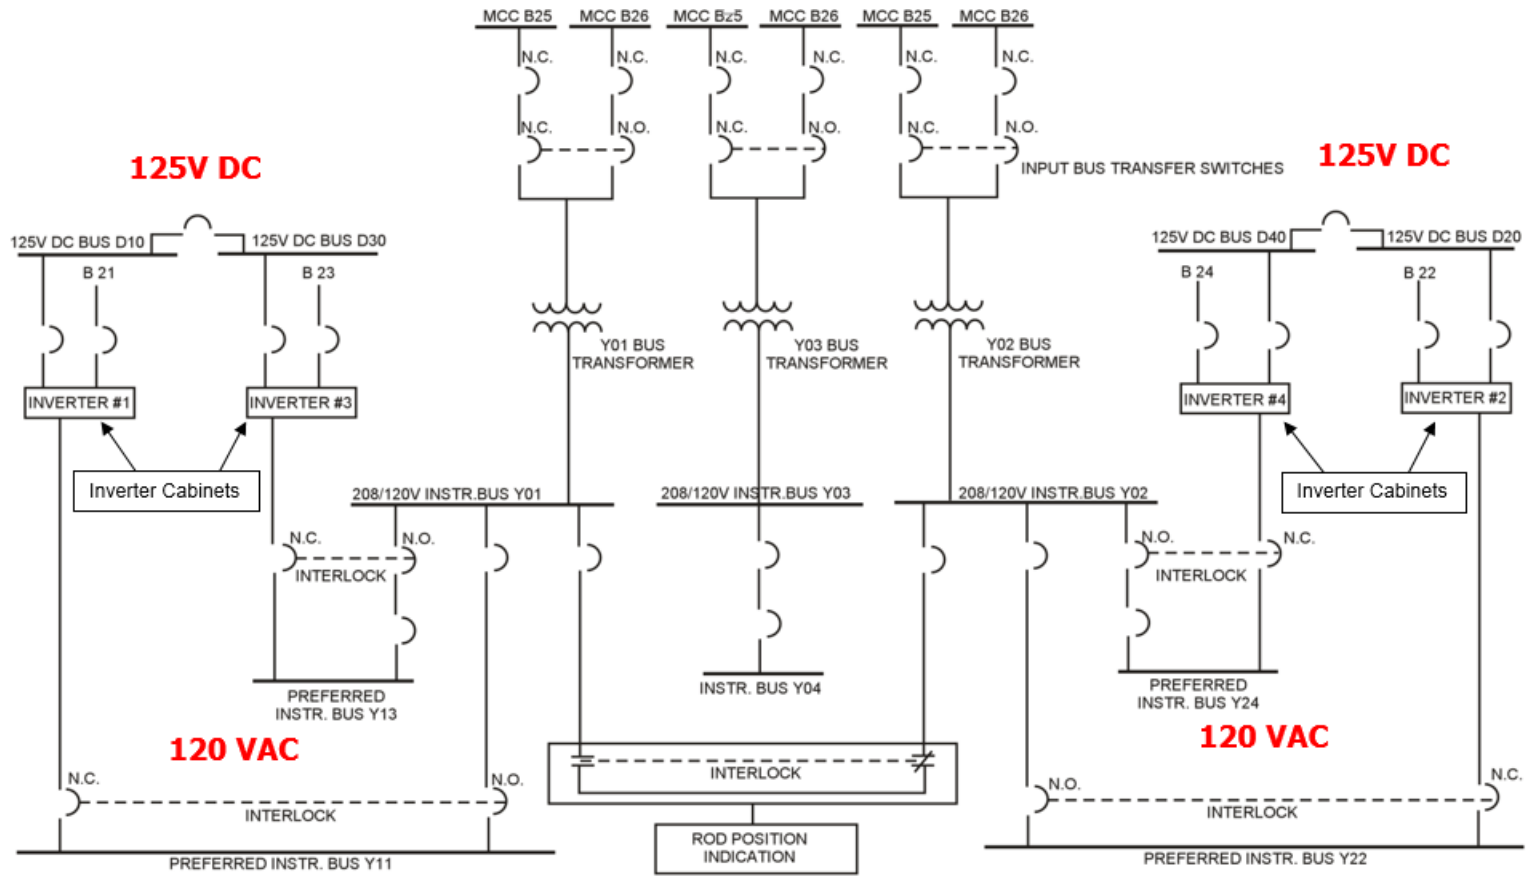 MCC B25 MCC B26 MCC B25 MCC B26 MCC B25 MCC B26
N.C. N.C. N.C. N.C. N.C. N.C.
N.C. N.O. N.C. N.O. N.C. N.O.
125V DC 125V DC
INPUT BUS TRANSFER SWITCHES
125V DC BUS D10 125V DC BUS D30 125V DC BUS D40 125V DC BUS D20
B 21 B 23 B 24 B 22
Y01 BUS
TRANSFORMER
Y03 BUS
TRANSFORMER
Y02 BUS
TRANSFORMER
INVERTER #1 INVERTER #3 INVERTER #4 INVERTER #2
Inverter Cabinets Inverter Cabinets
208/120V INSTR.BUS Y01 208/120V INSTR.BUS Y03 208/120V INSTR.BUS Y02
N.C. N.O. N.O. N.C.
INTERLOCK INTERLOCK
PREFERRED
INSTR. BUS Y13
INSTR. BUS Y04
PREFERRED
INSTR. BUS Y24
120 VAC 120 VAC
N.C. N.O. INTERLOCK N.O. N.C.
INTERLOCK INTERLOCK
ROD POSITION
INDICATION
PREFERRED INSTR. BUS Y11 PREFERRED INSTR. BUS Y22